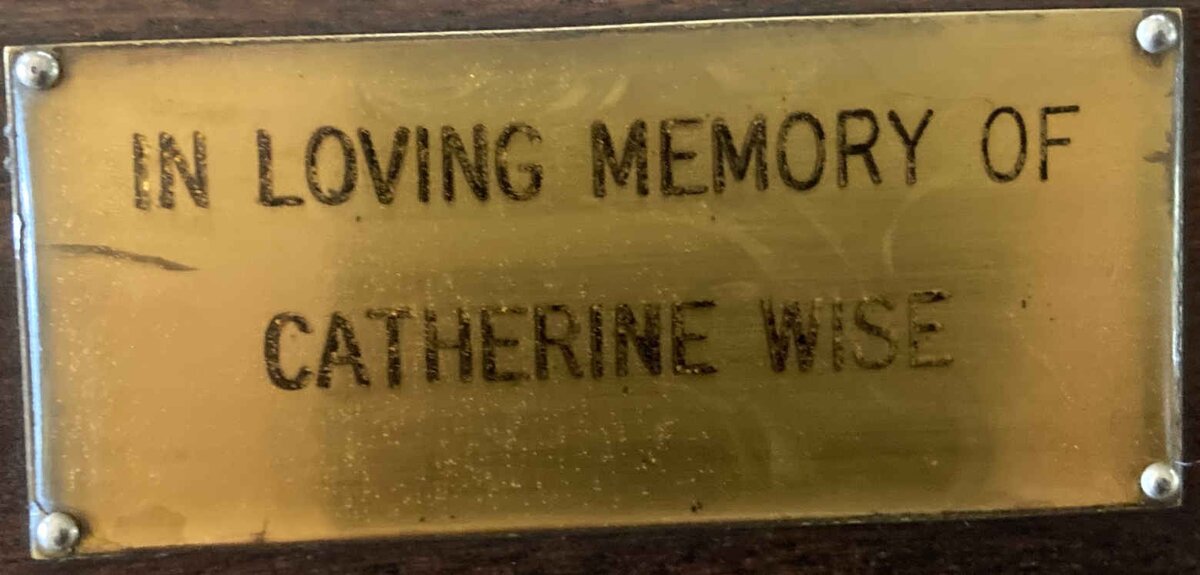 IN LOVING MEMORY OF
CATHERINE WISE